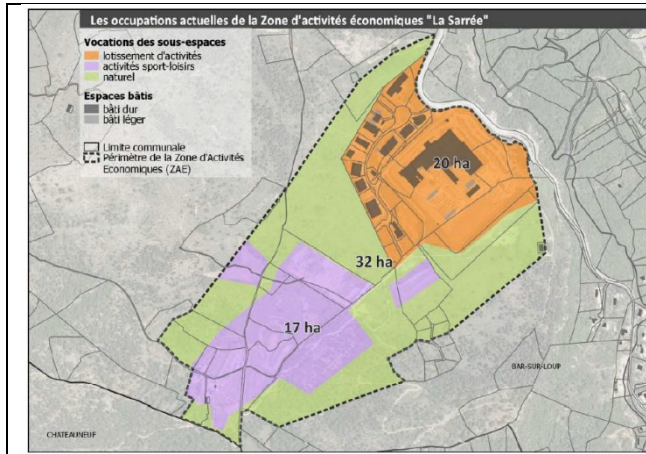 Les occupations actuelles de la Zone d'activités économiques "La Sarrée"
Vocations des sous-espaces
lotissement d'activités
activités sport-loisirs
naturel
Espaces bâtis
bâti dur
bâti léger
Limite communale
Périmètre de la Zone d'Activités
Economiques (ZAE)
20 ha
32 ha
17 ha
BAR-SUR-LOUP
CHATEAUNEUF